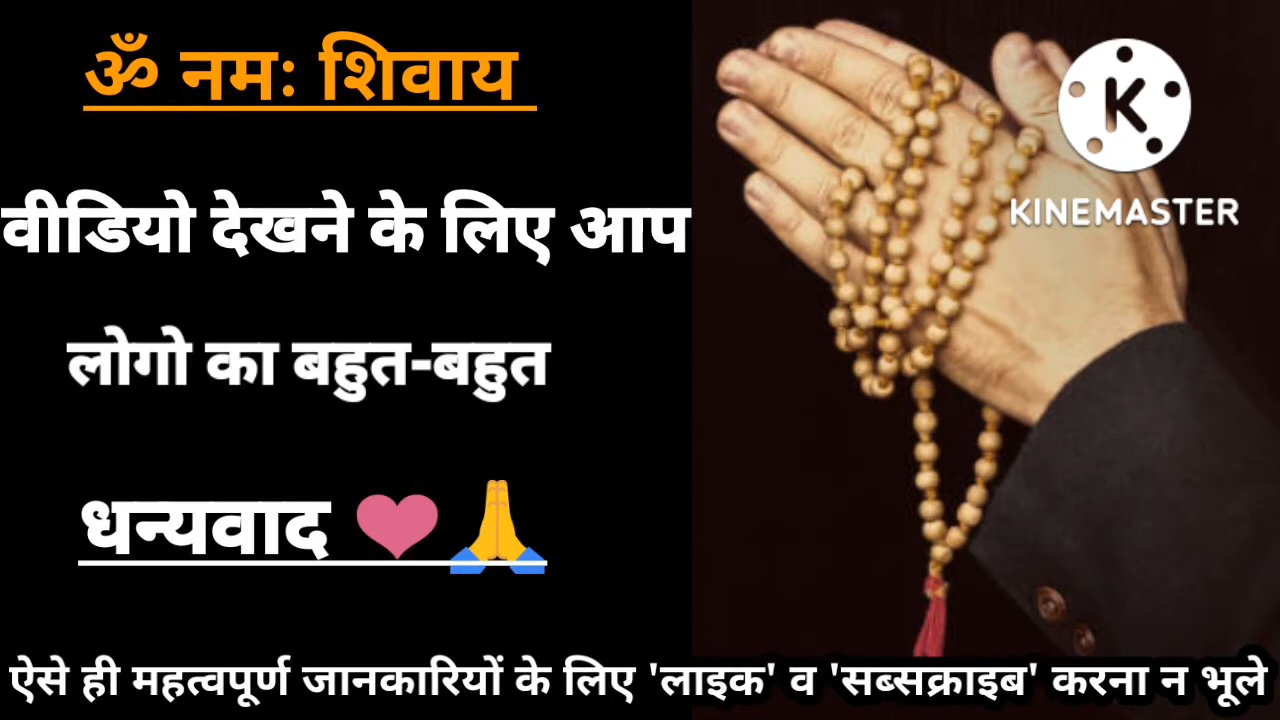 ॐ नमः शिवाय
वीडियो देखने के लिए आप
लोगो का बहुत-बहुत
धन्यवाद ❤🙏
K
KINEMASTER
ऐसे ही महत्वपूर्ण जानकारियों के लिए 'लाइक' व 'सब्सक्राइब' करना न भूले